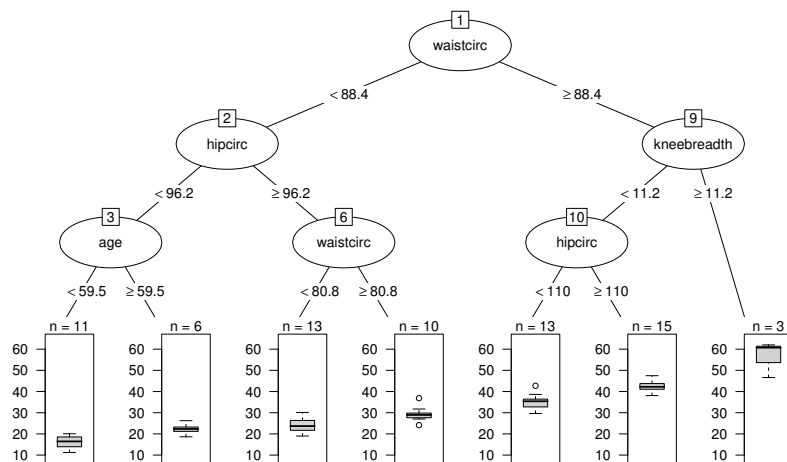 1
waistcirc
< 88.4 ≥ 88.4
2 9
hipcirc kneebreadth
< 96.2 ≥ 96.2 < 11.2 ≥ 11.2
3 6 10
age waistcirc hipcirc
< 59.5 ≥ 59.5 < 80.8 ≥ 80.8 < 110 ≥ 110
n = 11 n = 6 n = 13 n = 10 n = 13 n = 15 n = 3
60 60 60 60 60 60 60
50 50 50 50 50 50 50
40 40 40 40 40 40 40
30 30 30 30 30 30 30
20 20 20 20 20 20 20
10 10 10 10 10 10 10